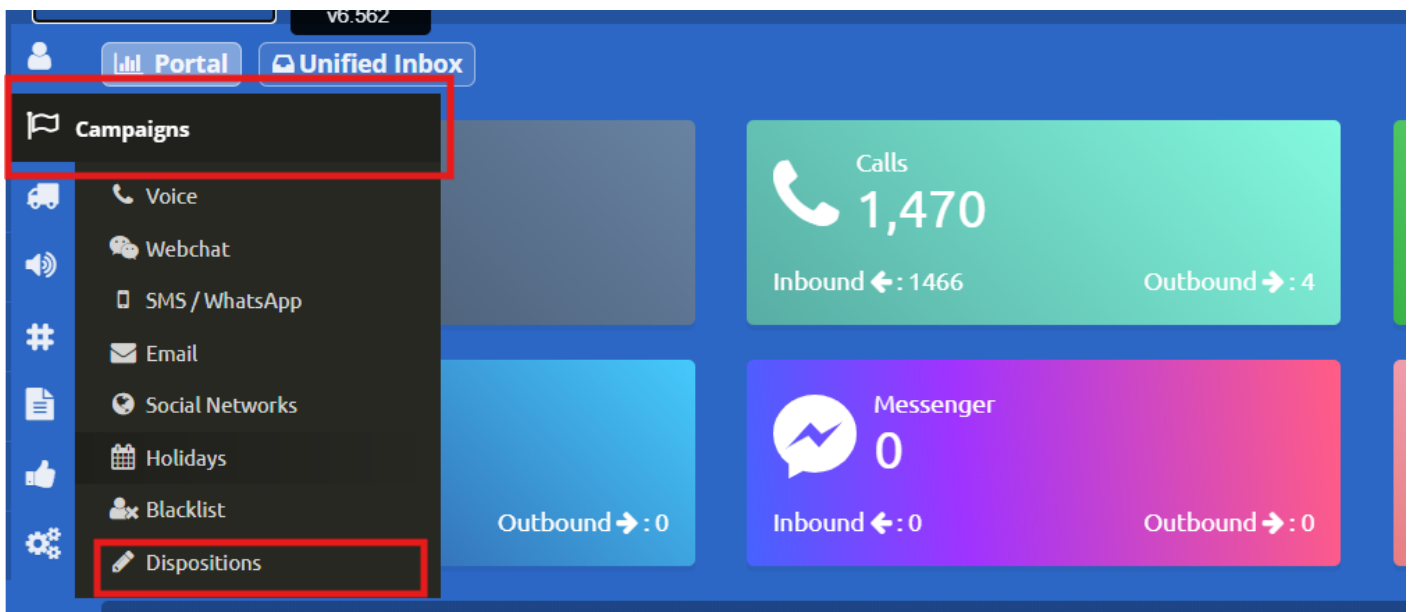 v6.562
Portal
Unified Inbox
Campaigns
Voice
Webchat
SMS / WhatsApp
Email
Social Networks
Holidays
Blacklist
Dispositions
Calls
1,470
Inbound : 1466 Outbound : 4
Outbound : 0
Messenger
0
Inbound : 0 Outbound : 0